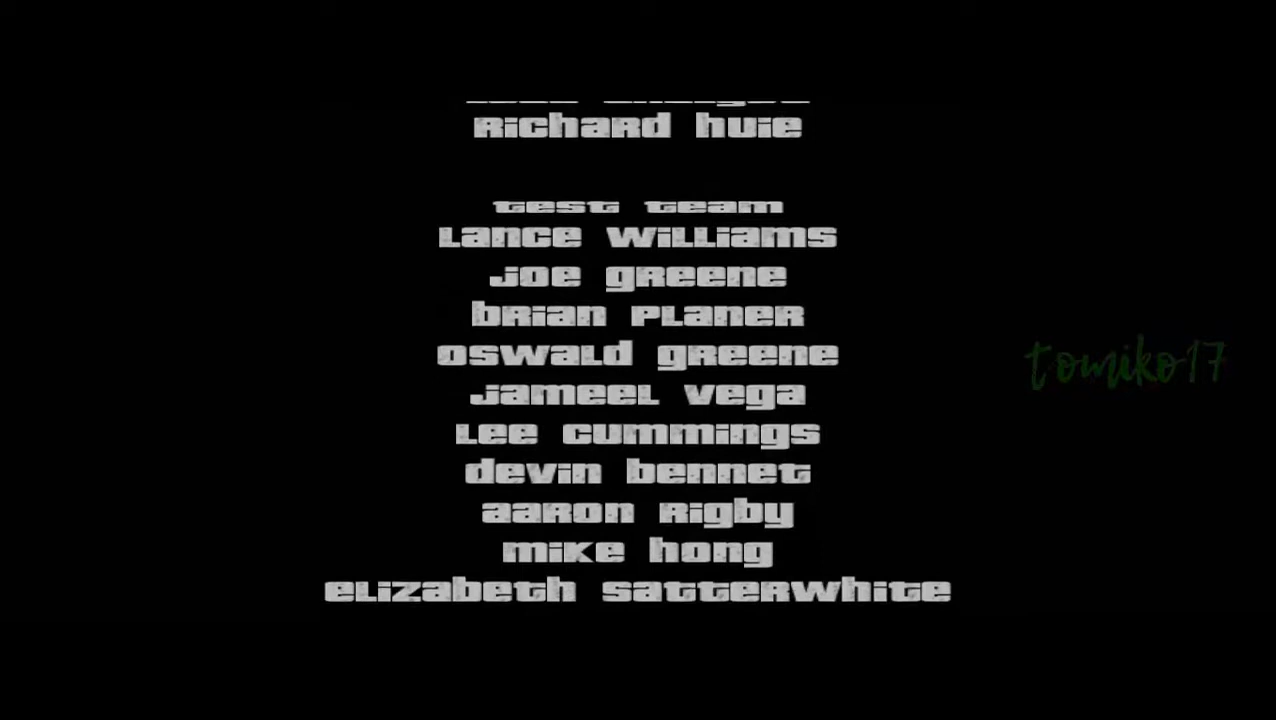 Richard Huie
Test Team
Lance Williams
Joe Greene
Brian Planer
Oswald Greene
Jameel Vega
Lee Cummings
Devin Bennet
Aaron Rigby
Mike Hong
Elizabeth Satterwhite
tomiko17